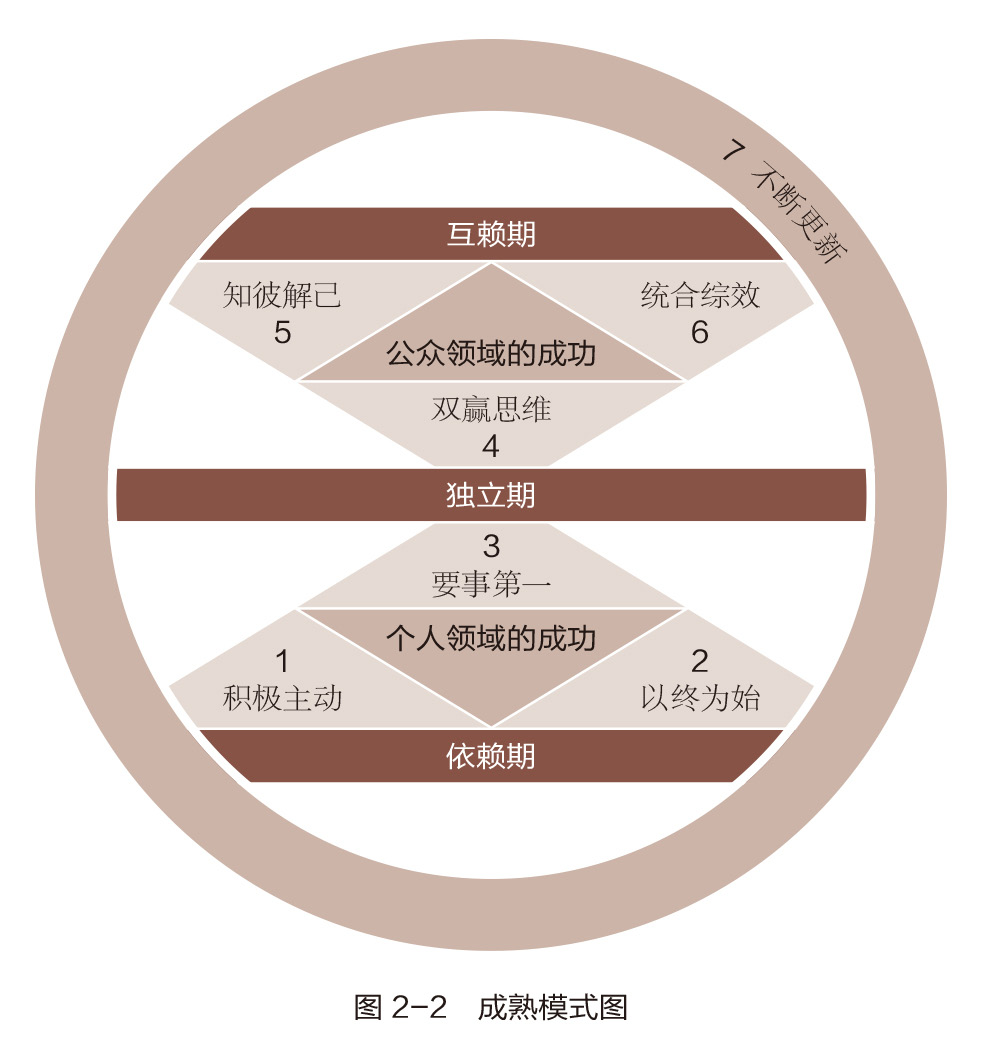 7 不断更新
互赖期
知彼解己
5
统合综效
6
公众领域的成功
双赢思维
4
独立期
3
要事第一
个人领域的成功
1
积极主动
2
以终为始
依赖期
图 2-2 成熟模式图